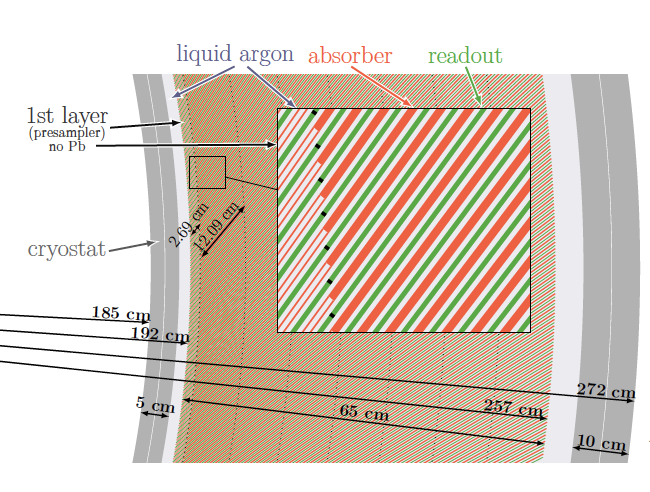 liquid argon absorber readout
1st layer
(presampler)
no Pb
2.69 cm
12.09 cm
cryostat
185 cm
192 cm
272 cm
5 cm
65 cm
257 cm
10 cm